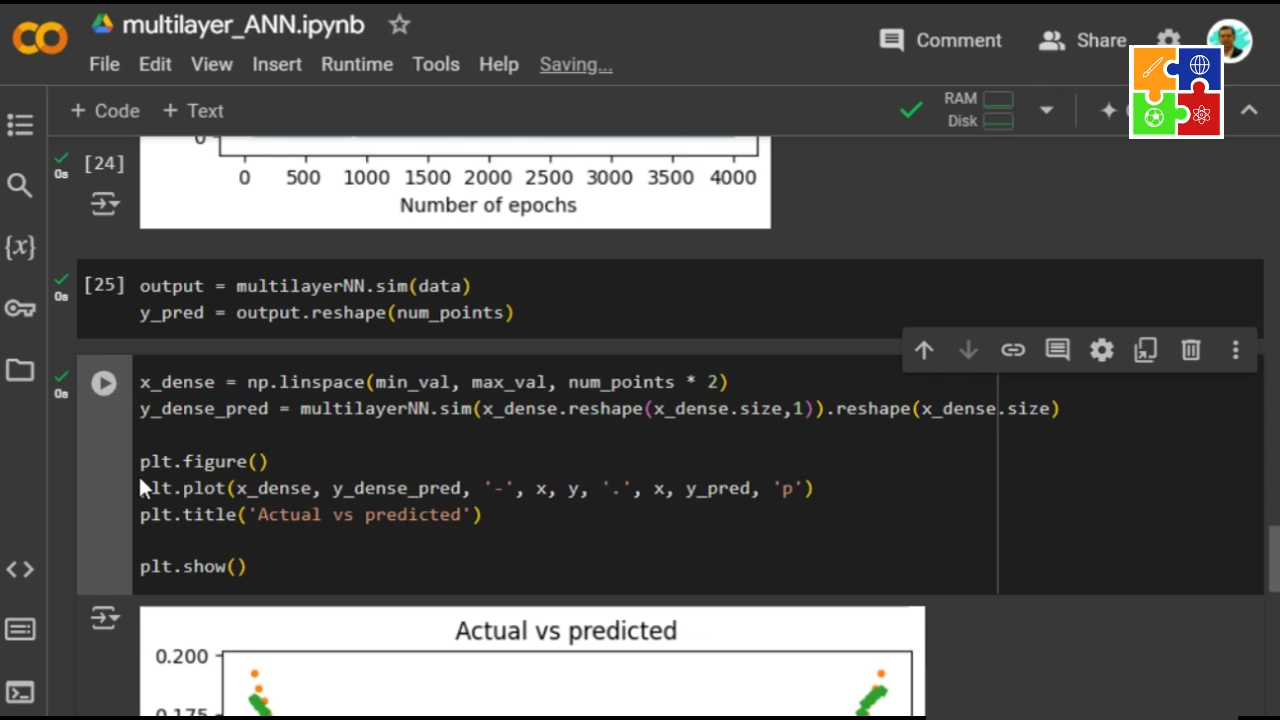 multilayer_ANN.ipynb
Comment
Share
File Edit View Insert Runtime Tools Help Saving...
+ Code + Text
RAM
Disk
0
[24]
0s
0 500 1000 1500 2000 2500 3000 3500 4000
Number of epochs
[25]
0s
output = multilayerNN.sim(data)
y_pred = output.reshape(num_points)
0s
x_dense = np.linspace(min_val, max_val, num_points * 2)
y_dense_pred = multilayerNN.sim(x_dense.reshape(x_dense.size,1)).reshape(x_dense.size)
plt.figure()
plt.plot(x_dense, y_dense_pred, '-', x, y, '.', x, y_pred, 'p')
plt.title('Actual vs predicted')
plt.show()
Actual vs predicted
0.200
0.175